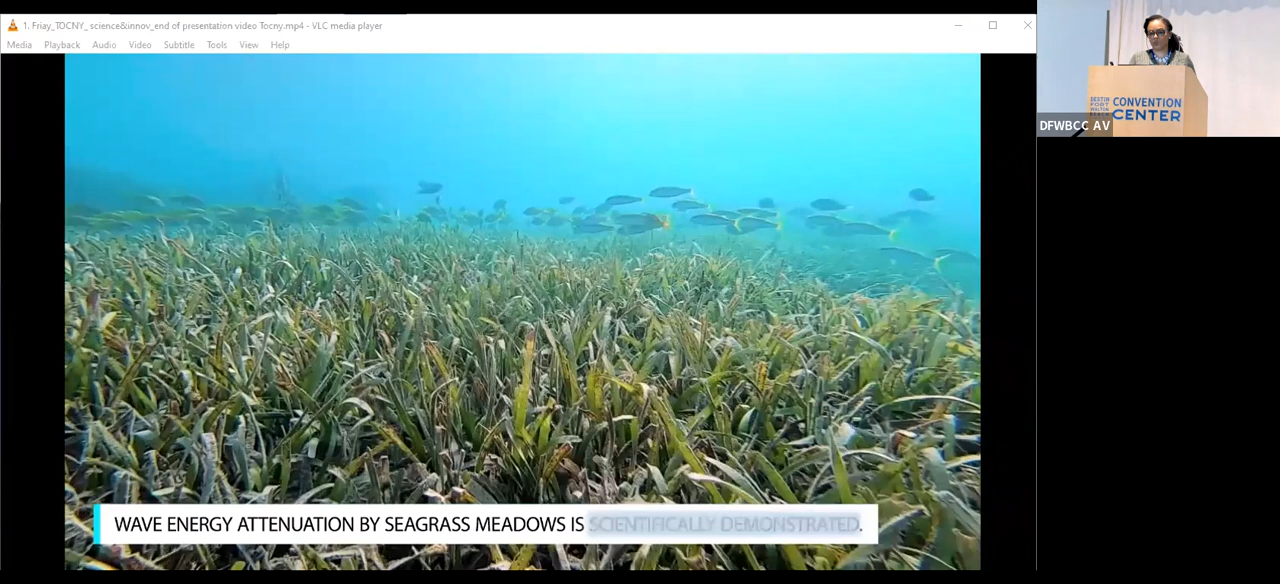 1. Friay_TOCNY_ science&innov_end of presentation video Tocny.mp4 - VLC media player
Media Playback Audio Video Subtitle Tools View Help
DESTIN
FORT
WALTON
BEACH
CONVENTION
CENTER
DFWBCC AV
WAVE ENERGY ATTENUATION BY SEAGRASS MEADOWS IS SCIENTIFICALLY DEMONSTRATED.